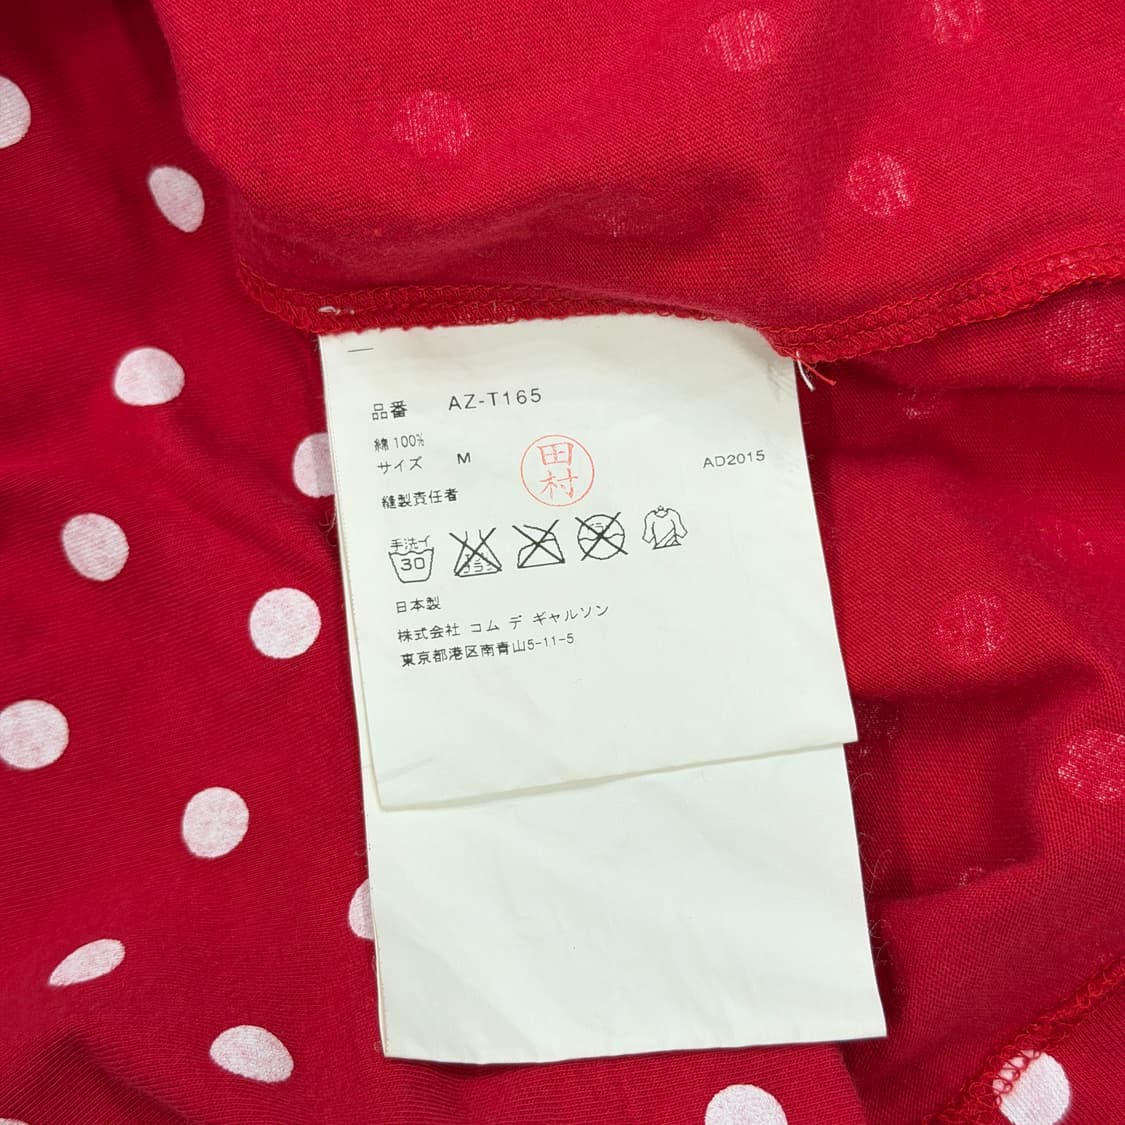 品番 AZ-T165
綿 100%
サイズ M
AD2015
田
村
縫製責任者
手洗イ
30
日本製
株式会社 コム デ ギャルソン
東京都港区南青山5-11-5